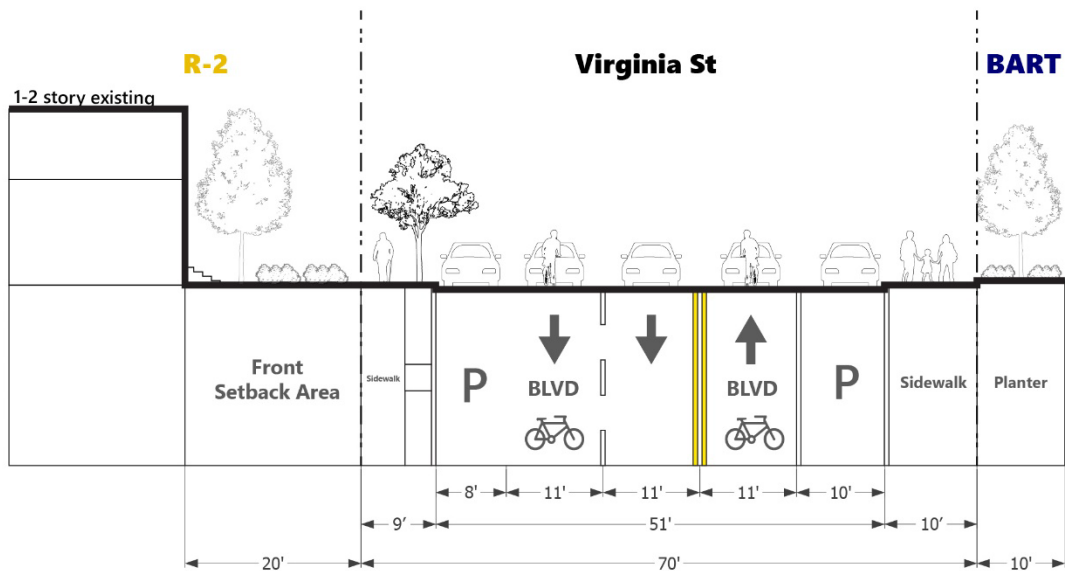 R-2
Virginia St
BART
1-2 story existing
Front
Setback Area
Sidewalk
P
BLVD
BLVD
P
Sidewalk
Planter
8'
11'
11'
11'
10'
9′
51'
10′
20'
70'
10'